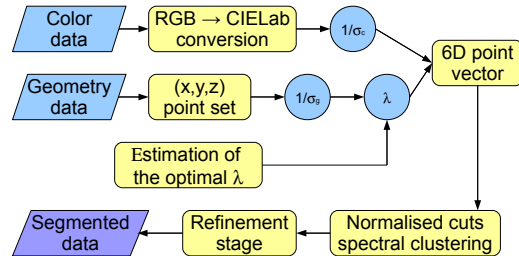 Color
data
RGB → CIELab
conversion
1/σc
6D point
vector
Geometry
data
(x,y,z)
point set
1/σg
λ
Estimation of
the optimal λ
Segmented
data
Refinement
stage
Normalised cuts
spectral clustering